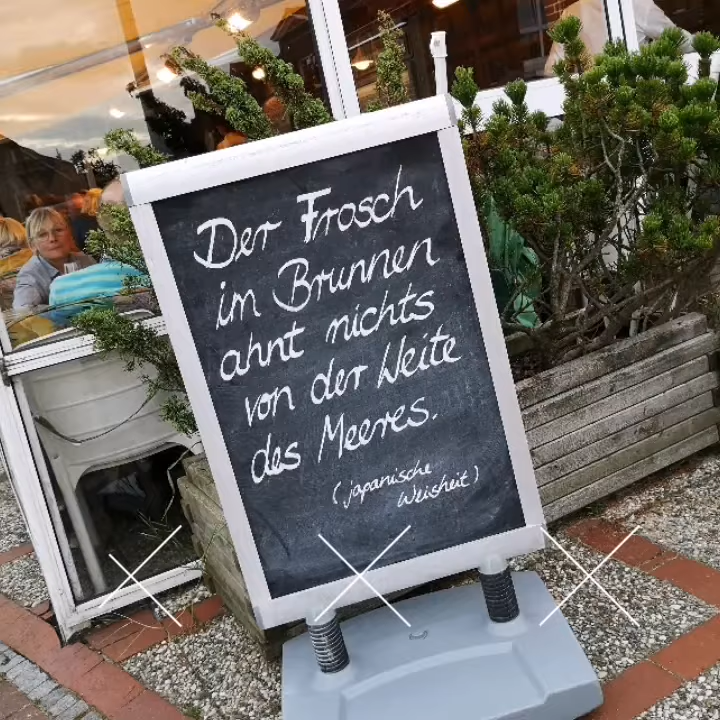 Der Frosch
im Brunnen
ahnt nichts
von der Weite
des Meeres.
(japanische
Weisheit)